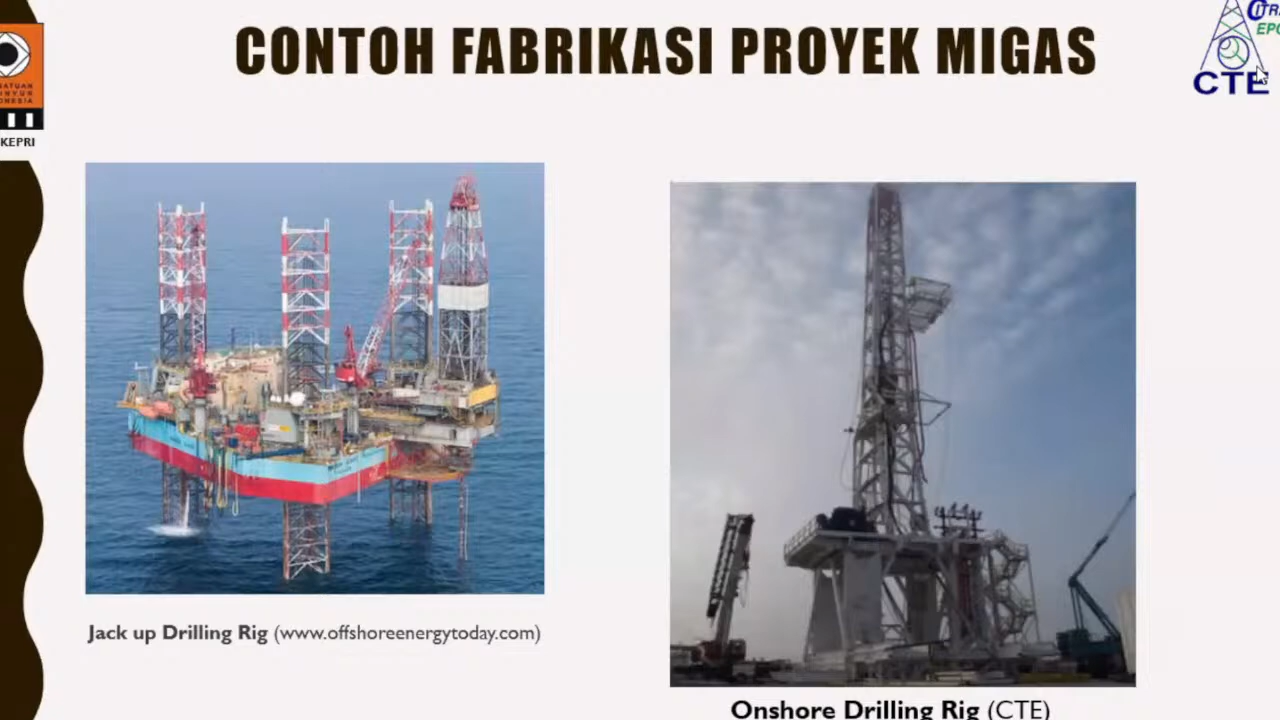 CONTOH FABRIKASI PROYEK MIGAS
CTE
KEPRI
Jack up Drilling Rig (www.offshoreenergytoday.com)
Onshore Drilling Rig (CTE)